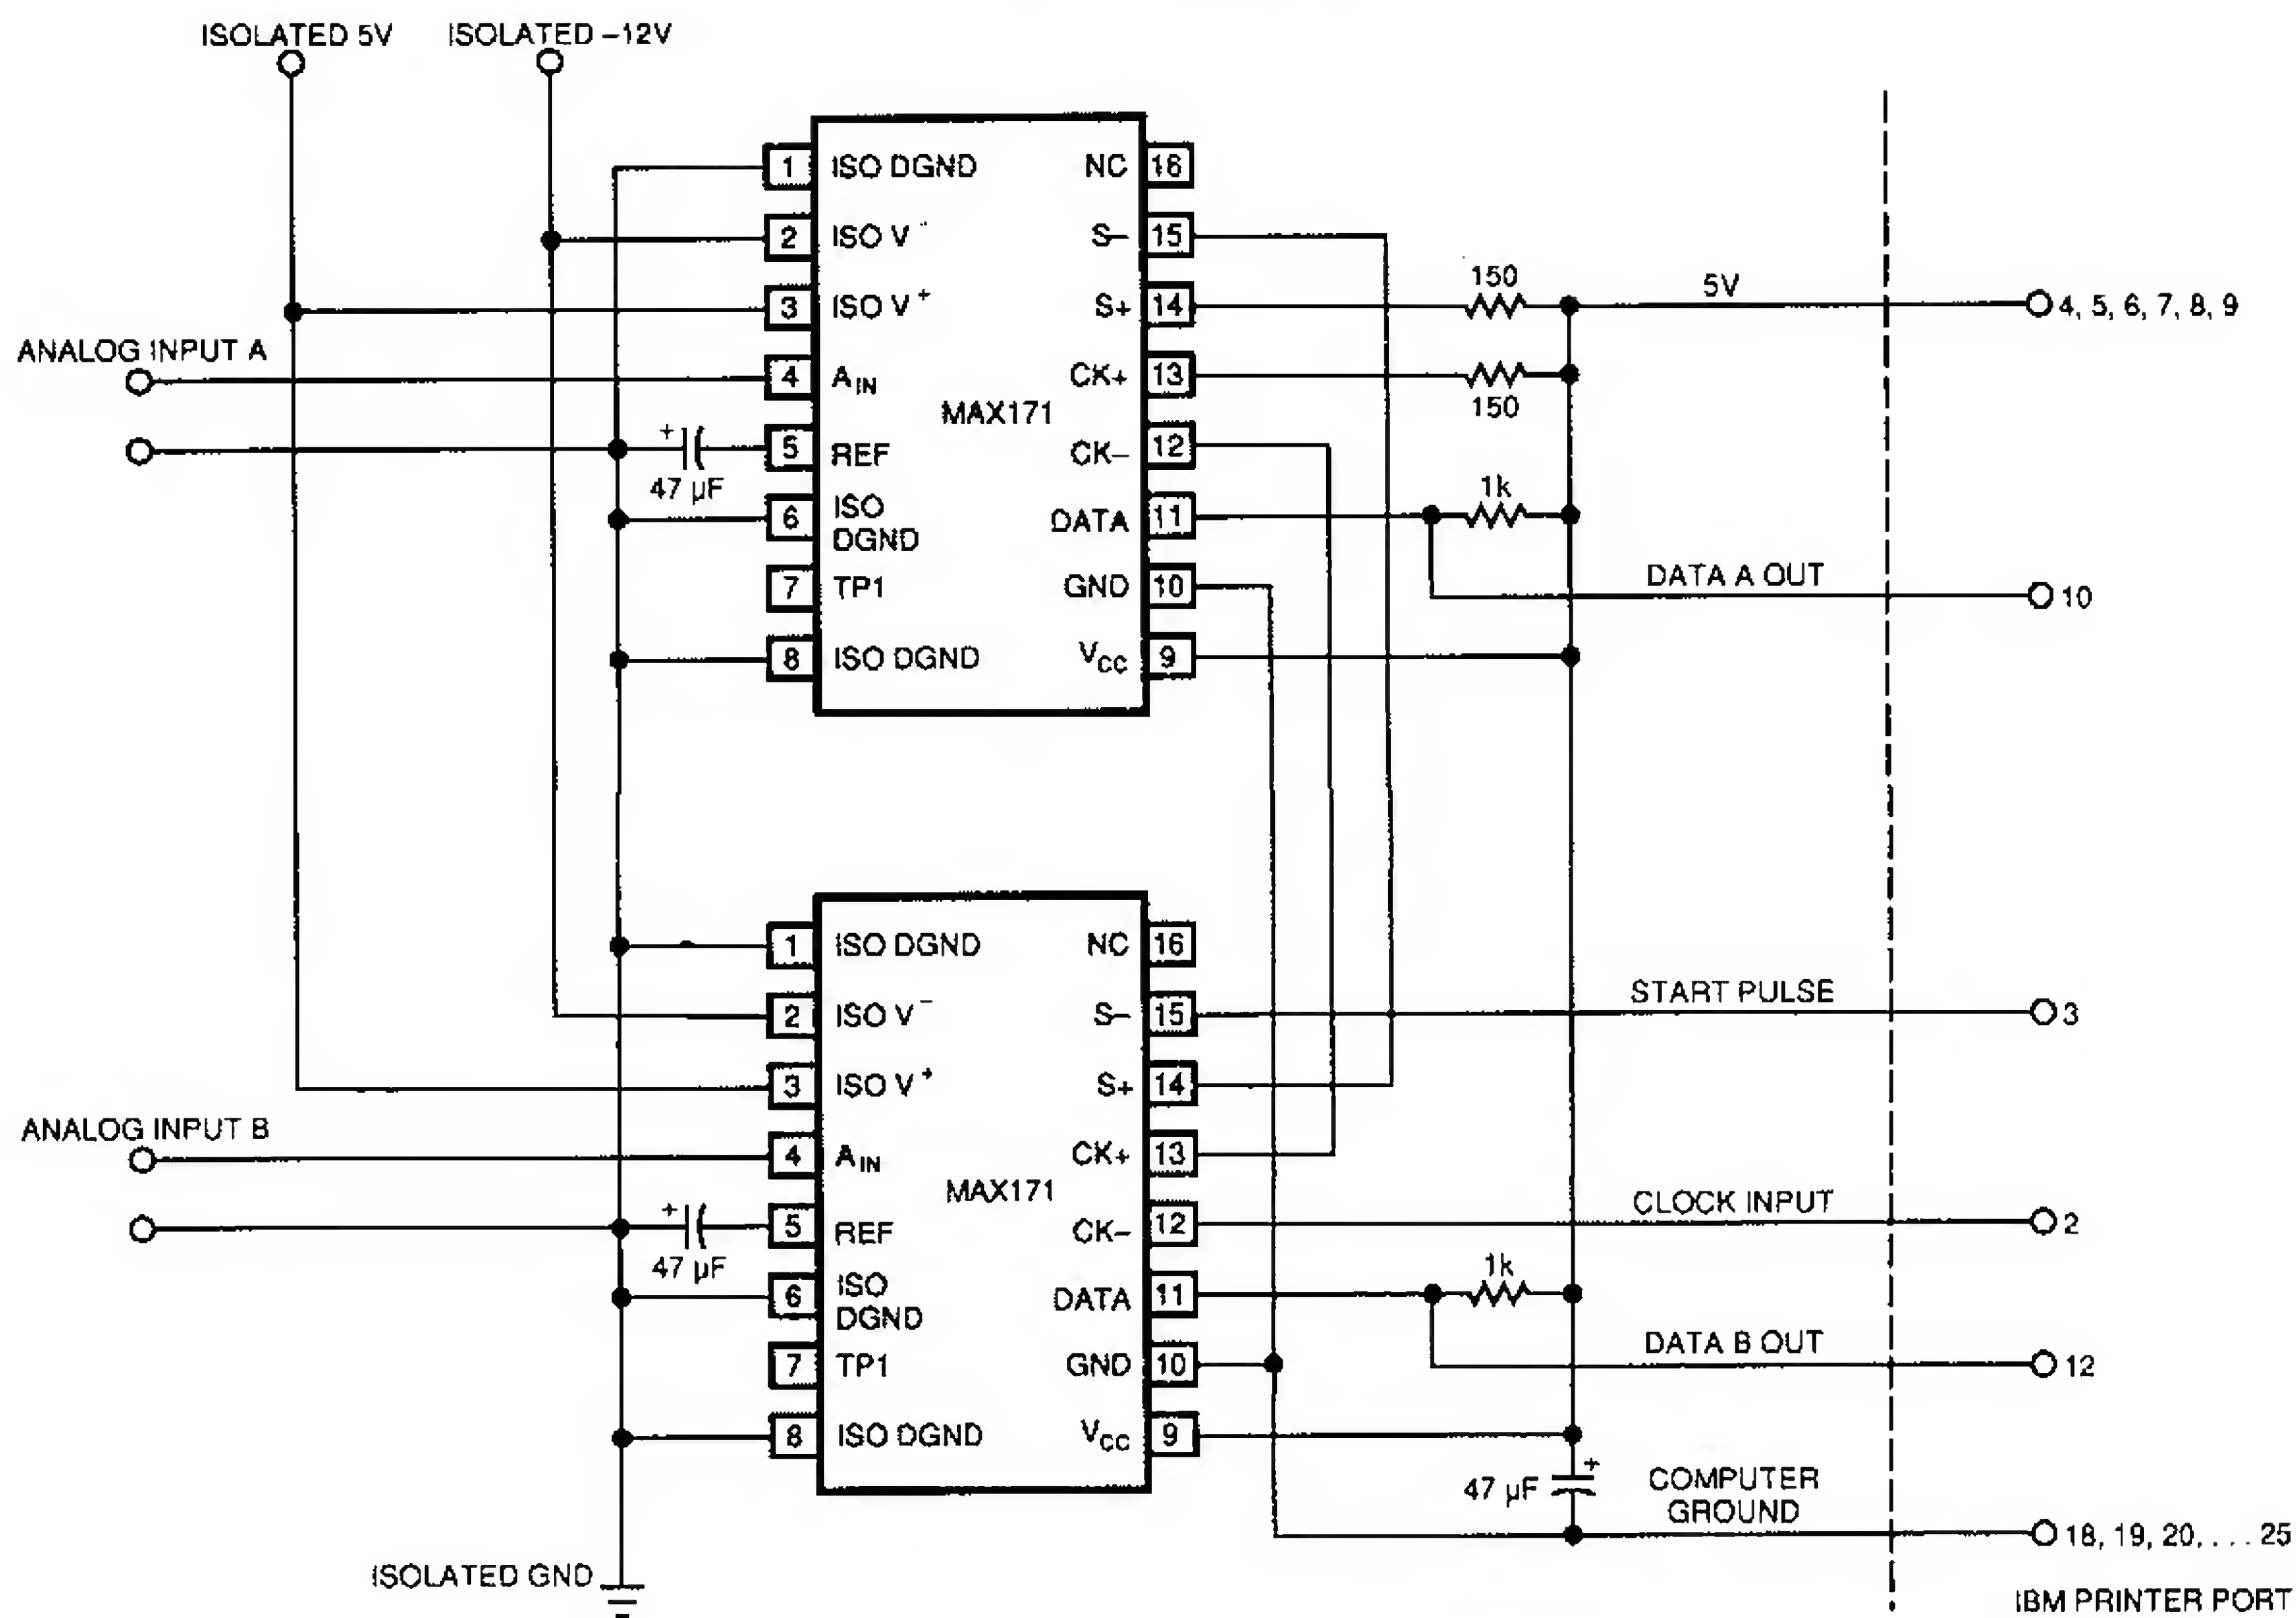 ISOLATED 5V
ISOLATED –12V
1 ISO DGND
2 ISO V -
3 ISO V +
4 AIN
5 REF
6 ISO
DGND
7 TP1
8 ISO DGND
MAX171
NC 16
S– 15
S+ 14
CK+ 13
CK– 12
DATA 11
GND 10
VCC 9
ANALOG INPUT A
+
47 µF
150
150
1k
5V
4, 5, 6, 7, 8, 9
DATA A OUT
10
1 ISO DGND
2 ISO V –
3 ISO V +
4 AIN
5 REF
6 ISO
DGND
7 TP1
8 ISO DGND
MAX171
NC 16
S– 15
S+ 14
CK+ 13
CK– 12
DATA 11
GND 10
VCC 9
ANALOG INPUT B
+
47 µF
START PULSE
3
CLOCK INPUT
2
1k
DATA B OUT
12
47 µF
+
COMPUTER
GROUND
18, 19, 20, . . . 25
ISOLATED GND
IBM PRINTER PORT